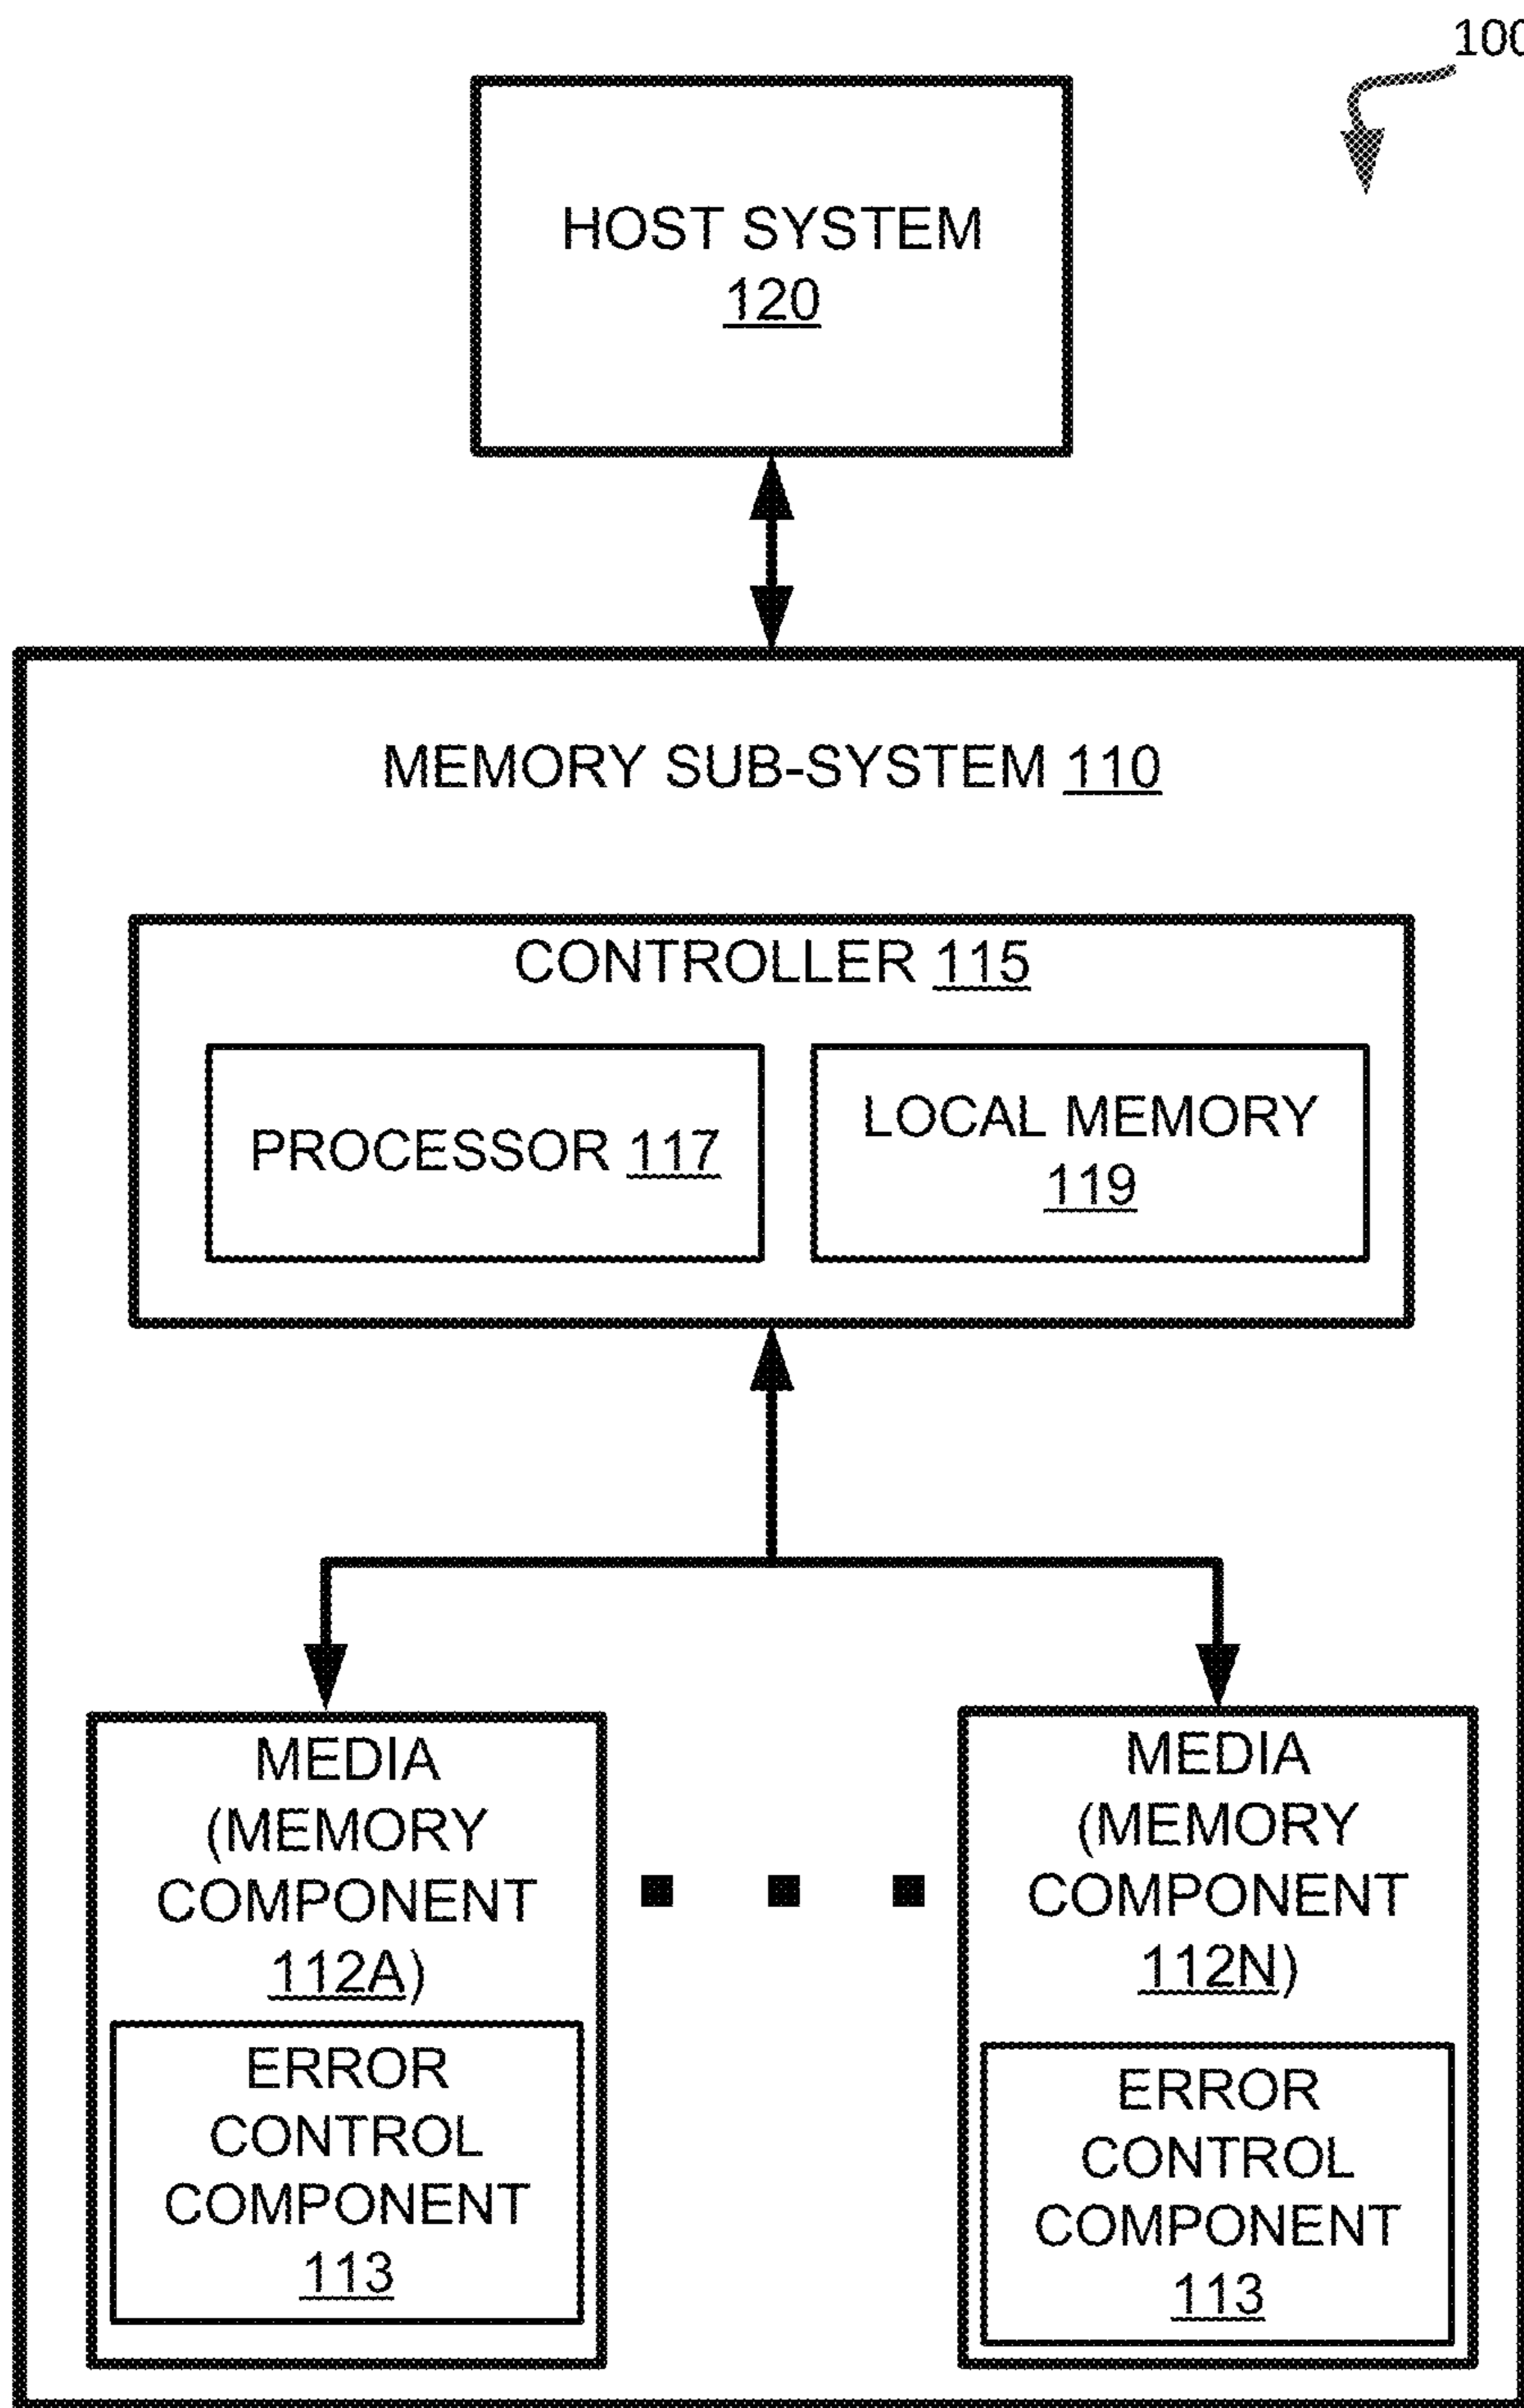 100
HOST SYSTEM
120
MEMORY SUB-SYSTEM 110
CONTROLLER 115
PROCESSOR 117
LOCAL MEMORY
119
MEDIA
(MEMORY
COMPONENT
112A)
ERROR
CONTROL
COMPONENT
113
MEDIA
(MEMORY
COMPONENT
112N)
ERROR
CONTROL
COMPONENT
113